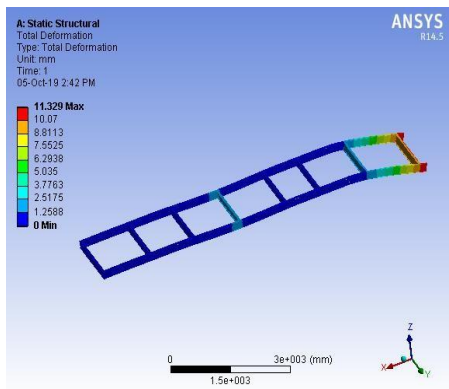 A: Static Structural
Total Deformation
Type: Total Deformation
Unit: mm
Time: 1
05-Oct-19 2:42 PM
ANSYS
R14.5
11.329 Max
10.07
8.8113
7.5525
6.2938
5.035
3.7763
2.5175
1.2588
0 Min
0
3e+003 (mm)
1.5e+003
Z
X
Y